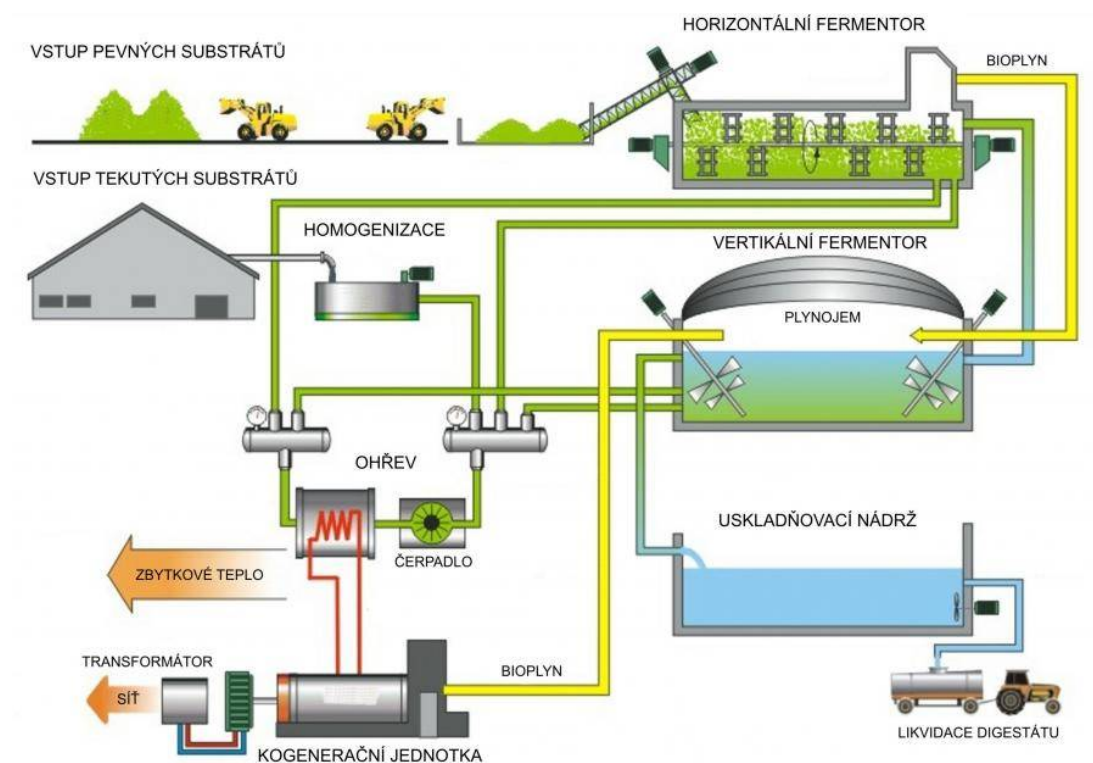 HORIZONTÁLNÍ FERMENTOR
VSTUP PEVNÝCH SUBSTRÁTŮ
BIOPLYN
VSTUP TEKUTÝCH SUBSTRÁTŮ
HOMOGENIZACE
VERTIKÁLNÍ FERMENTOR
PLYNOJEM
OHŘEV
USKLADŇOVACÍ NÁDRŽ
ČERPADLO
ZBYTKOVÉ TEPLO
TRANSFORMÁTOR
BIOPLYN
SÍŤ
LIKVIDACE DIGESTÁTU
KOGENERAČNÍ JEDNOTKA